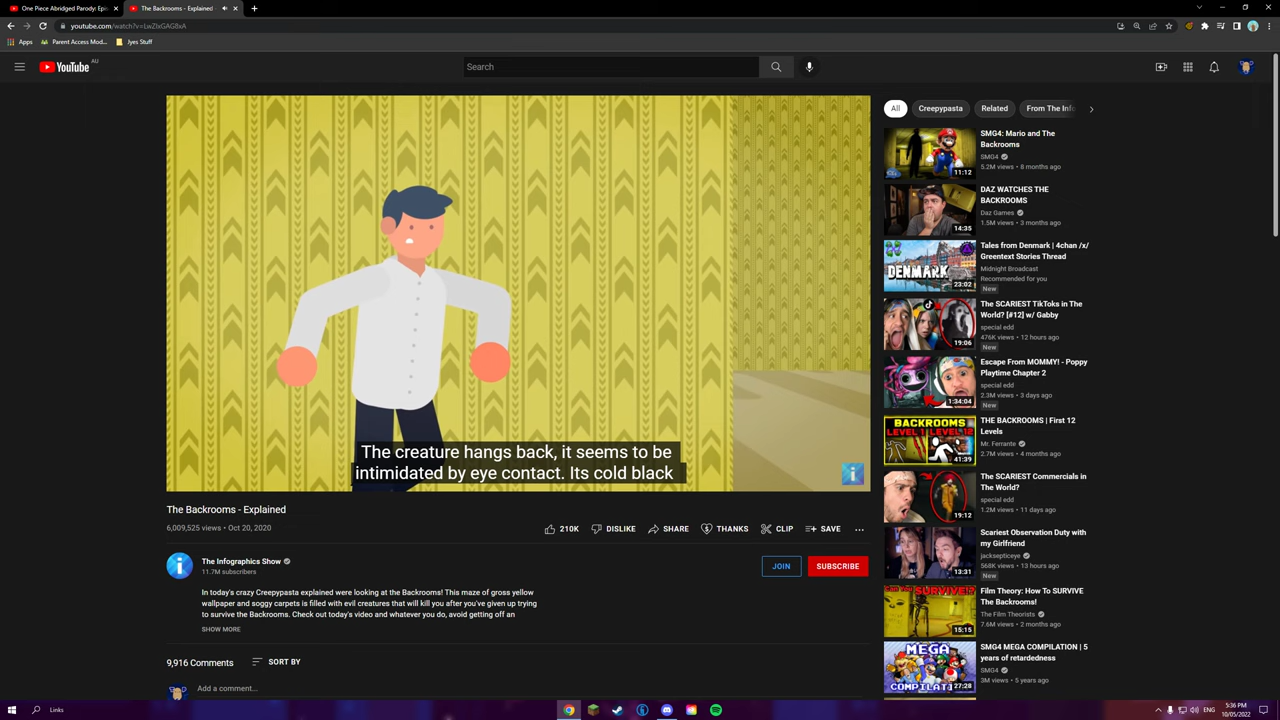 One Piece Abridged Parody: Epi
The Backrooms - Explained
youtube.com/watch?v=LwZIxGAG8xA
Apps
Parent Access Mod...
Jyes Stuff
YouTube
AU
Search
All
Creepypasta
Related
From The Info
SMG4: Mario and The
Backrooms
SMG4
5.2M views • 8 months ago
11:12
DAZ WATCHES THE
BACKROOMS
Daz Games
1.5M views • 3 months ago
14:35
Tales from Denmark | 4chan /x/
Greentext Stories Thread
Midnight Broadcast
Recommended for you
New
DENMARK
23:02
The SCARIEST TikToks in The
World? [#12] w/ Gabby
special edd
476K views • 12 hours ago
New
19:06
Escape From MOMMY! - Poppy
Playtime Chapter 2
special edd
2.3M views • 3 days ago
New
1:34:04
THE BACKROOMS | First 12
Levels
Mr. Ferrante
2.7M views • 4 months ago
BACKROOMS
LEVEL 1 LEVEL 12
41:39
The SCARIEST Commercials in
The World?
special edd
1.2M views • 11 days ago
19:12
Scariest Observation Duty with
my Girlfriend
jacksepticeye
568K views • 13 hours ago
New
13:31
Film Theory: How To SURVIVE
The Backrooms!
The Film Theorists
7.6M views • 2 months ago
15:15
SMG4 MEGA COMPILATION | 5
years of retardedness
SMG4
3M views • 5 years ago
MEGA
27:28
The creature hangs back, it seems to be
intimidated by eye contact. Its cold black
The Backrooms - Explained
6,009,525 views • Oct 20, 2020
210K
DISLIKE
SHARE
THANKS
CLIP
SAVE
The Infographics Show
11.7M subscribers
JOIN
SUBSCRIBE
In today's crazy Creepypasta explained were looking at the Backrooms! This maze of gross yellow
wallpaper and soggy carpets is filled with evil creatures that will kill you after you've given up trying
to survive the Backrooms. Check out today's video and whatever you do, avoid getting off an
SHOW MORE
9,916 Comments
SORT BY
Add a comment...
Links
ENG
5:36 PM
10/05/2022